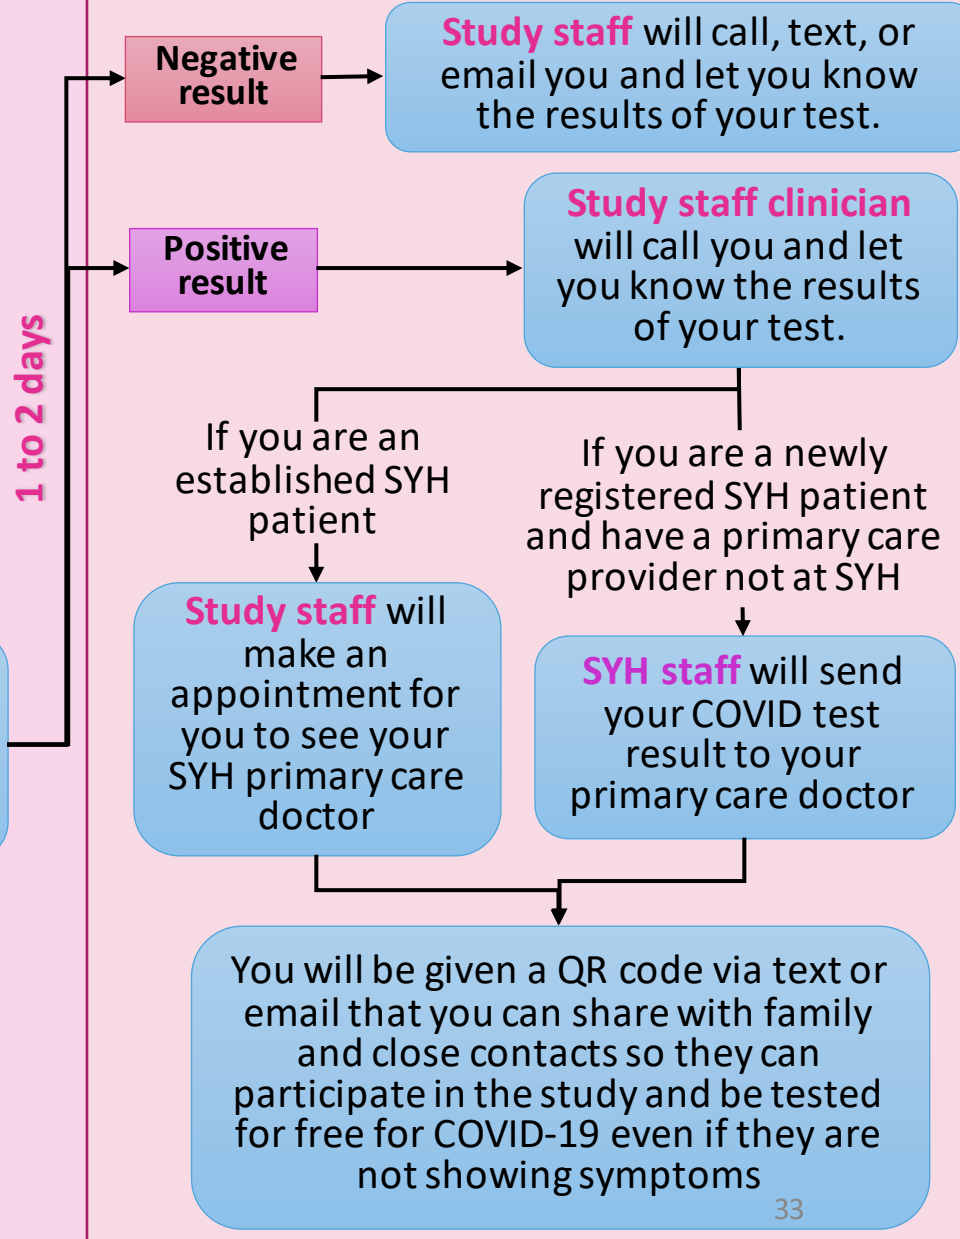 1 to 2 days
Negative
result
Study staff will call, text, or
email you and let you know
the results of your test.
Positive
result
Study staff clinician
will call you and let
you know the results
of your test.
If you are an
established SYH
patient
If you are a newly
registered SYH patient
and have a primary care
provider not at SYH
Study staff will
make an
appointment for
you to see your
SYH primary care
doctor
SYH staff will send
your COVID test
result to your
primary care doctor
You will be given a QR code via text or
email that you can share with family
and close contacts so they can
participate in the study and be tested
for free for COVID-19 even if they are
not showing symptoms
33